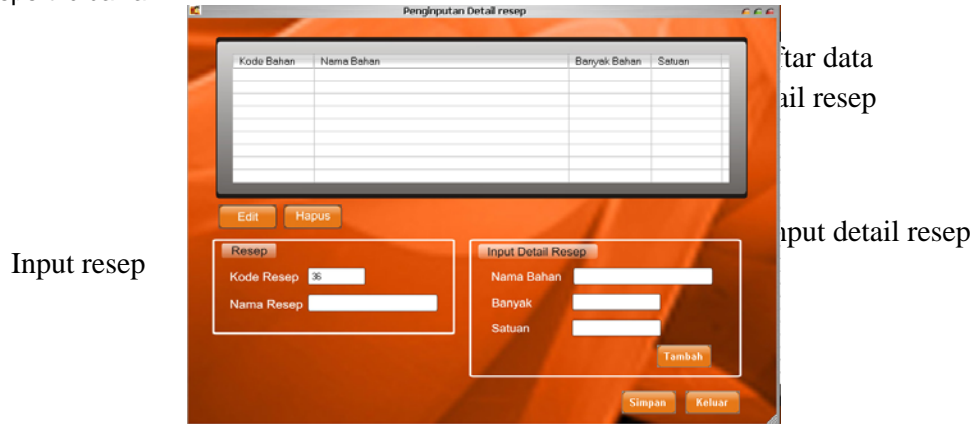 Penginputan Detail resep
Kode Bahan Nama Bahan Banyak Bahan Satuan
ftar data
ail resep
Edit Hapus
Resep
Kode Resep 36
Nama Resep
Input Detail Resep
Nama Bahan
Banyak
Satuan
Tambah
Simpan Keluar
Input resep
nput detail resep